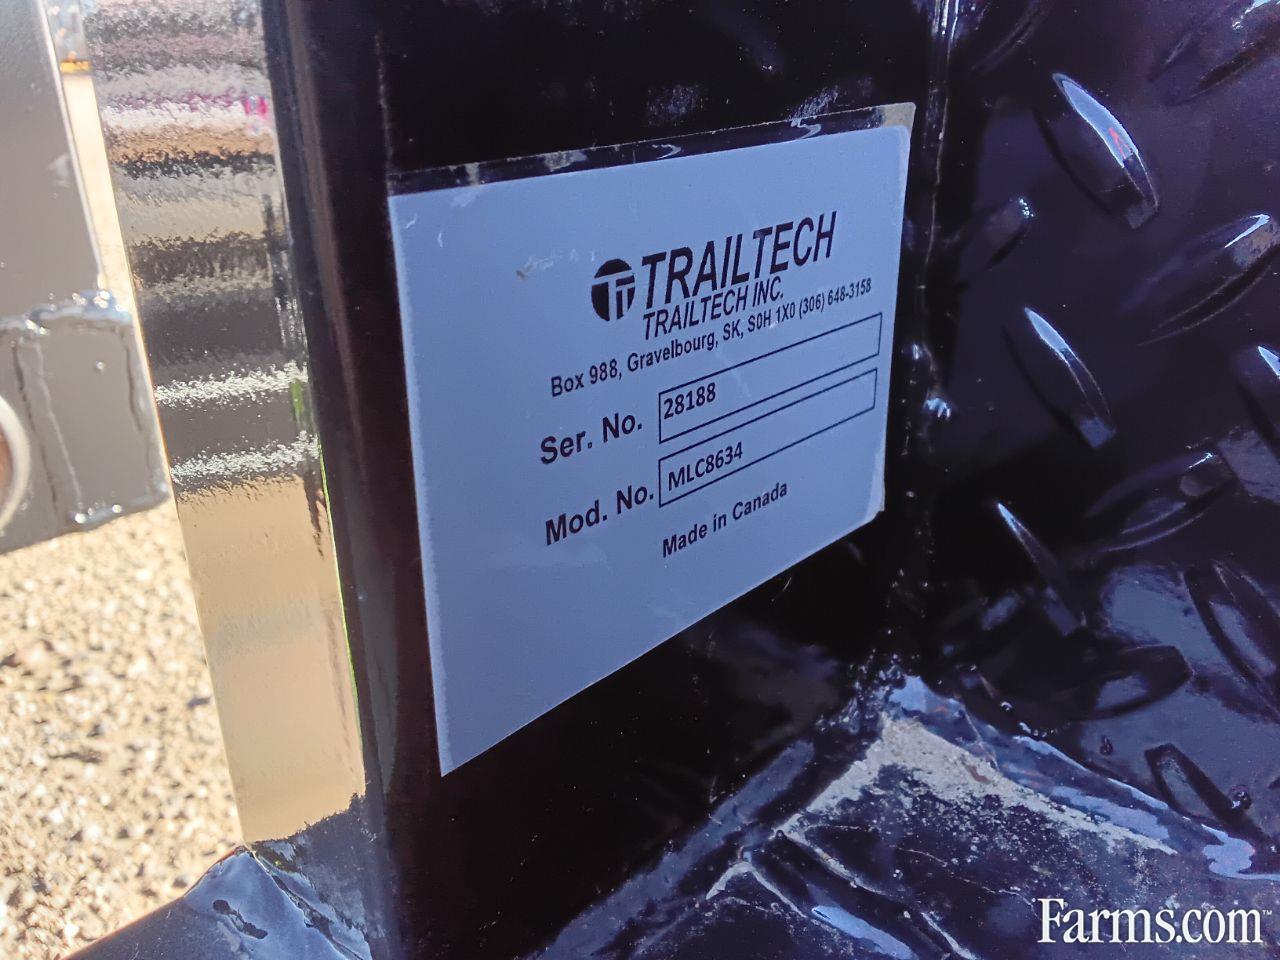 TRAILTECH
TRAILTECH INC.
Box 988, Gravelbourg, SK, S0H 1X0 (306) 648-3158
Ser. No. 28188
Mod. No. MLC8634
Made in Canada
Farms.com™